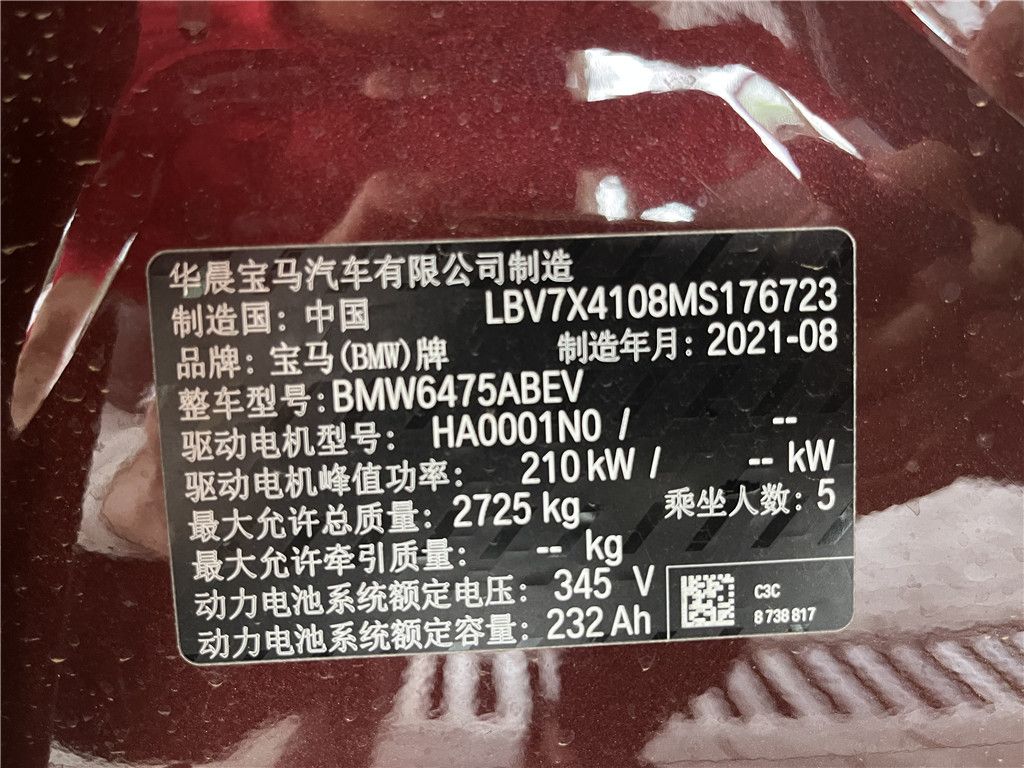 华晨宝马汽车有限公司制造
制造国：中国 LBV7X4108MS176723
品牌：宝马(BMW)牌 制造年月：2021-08
整车型号：BMW6475ABEV
驱动电机型号： HA0001N0 / --
驱动电机峰值功率： 210 kW / -- kW
最大允许总质量：2725 kg 乘坐人数：5
最大允许牵引质量： -- kg
动力电池系统额定电压： 345 V
动力电池系统额定容量：232 Ah
C3C
8 738 817